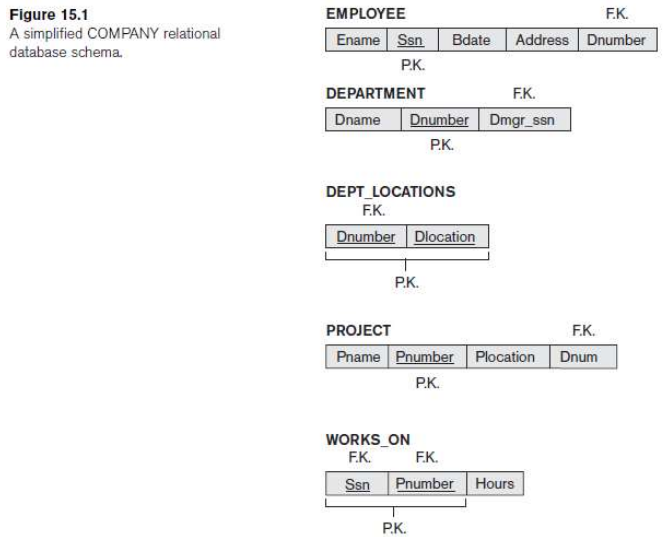 Figure 15.1
A simplified COMPANY relational
database schema.
EMPLOYEE F.K.
Ename Ssn Bdate Address Dnumber
P.K.
DEPARTMENT F.K.
Dname Dnumber Dmgr_ssn
P.K.
DEPT_LOCATIONS
F.K.
Dnumber Dlocation
P.K.
PROJECT F.K.
Pname Pnumber Plocation Dnum
P.K.
WORKS_ON
F.K. F.K.
Ssn Pnumber Hours
P.K.